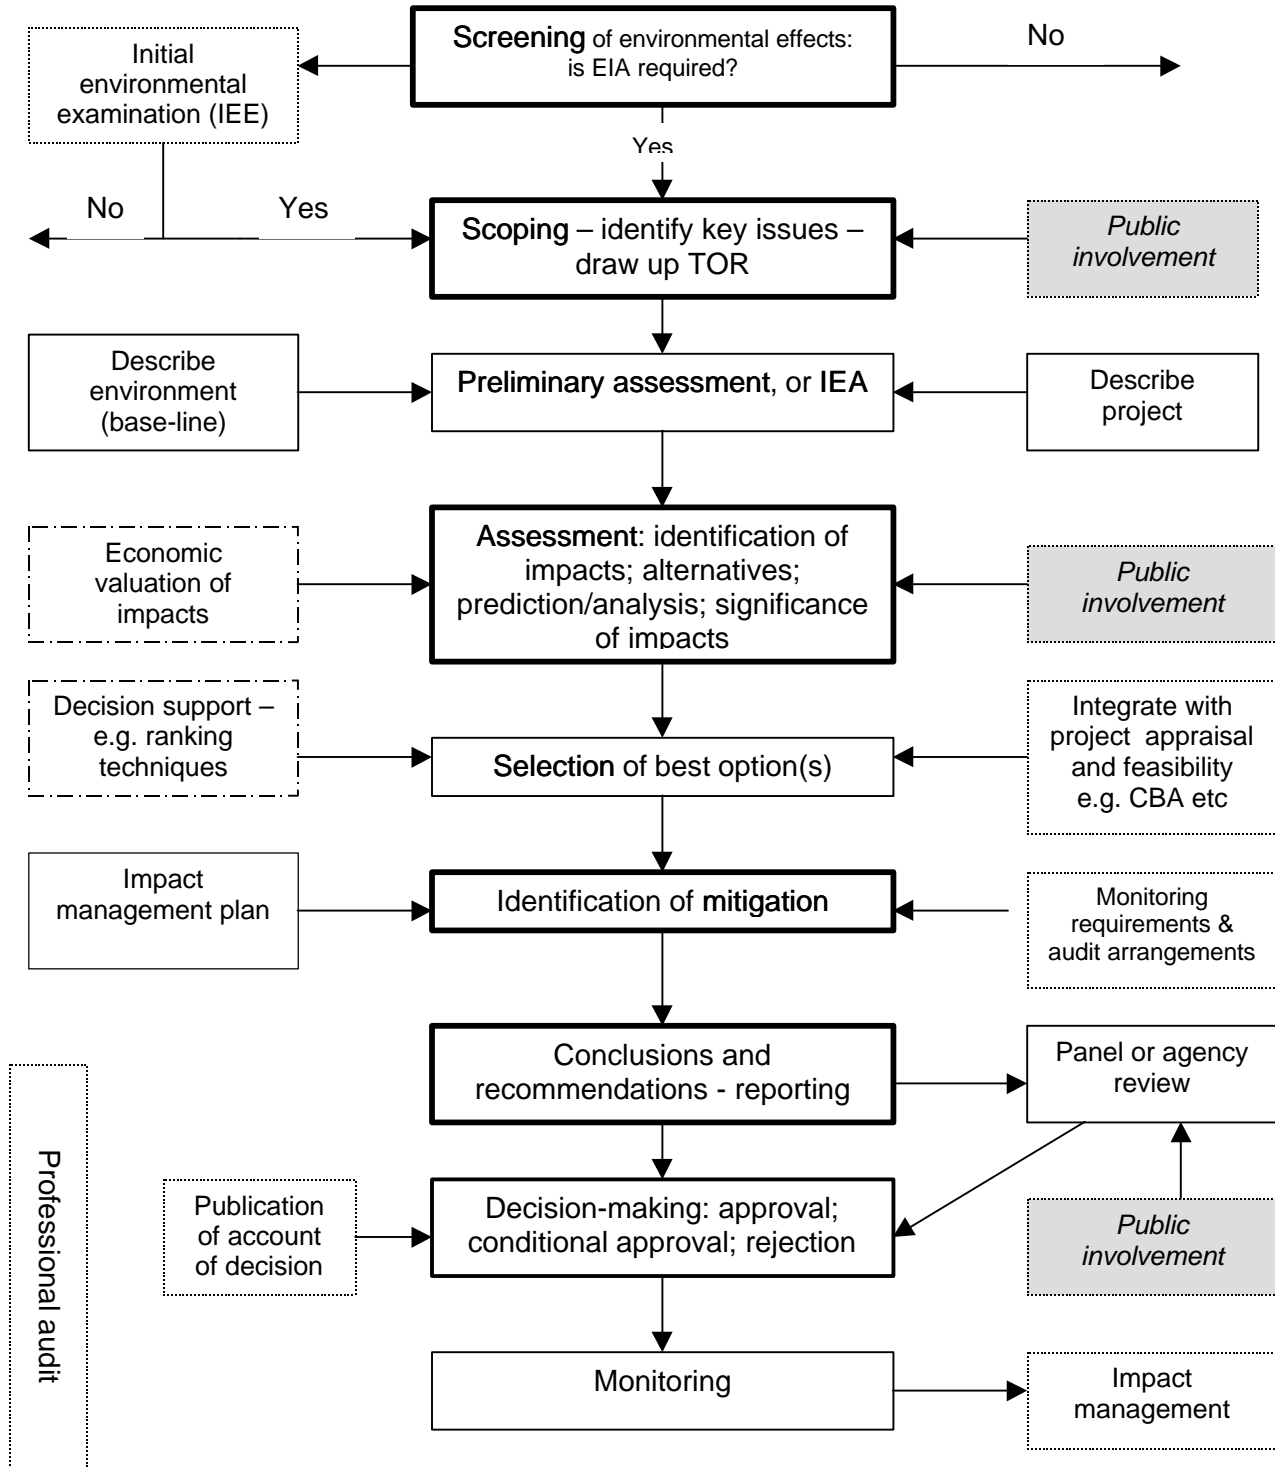 Screening of environmental effects:
is EIA required?
No
Initial
environmental
examination (IEE)
Yes
No
Yes
Scoping – identify key issues –
draw up TOR
Public
involvement
Describe
environment
(base-line)
Preliminary assessment, or IEA
Describe
project
Economic
valuation of
impacts
Assessment: identification of
impacts; alternatives;
prediction/analysis; significance
of impacts
Public
involvement
Decision support –
e.g. ranking
techniques
Selection of best option(s)
Integrate with
project appraisal
and feasibility
e.g. CBA etc
Impact
management plan
Identification of mitigation
Monitoring
requirements &
audit arrangements
Conclusions and
recommendations - reporting
Panel or agency
review
Professional audit
Publication
of account
of decision
Decision-making: approval;
conditional approval; rejection
Public
involvement
Monitoring
Impact
management